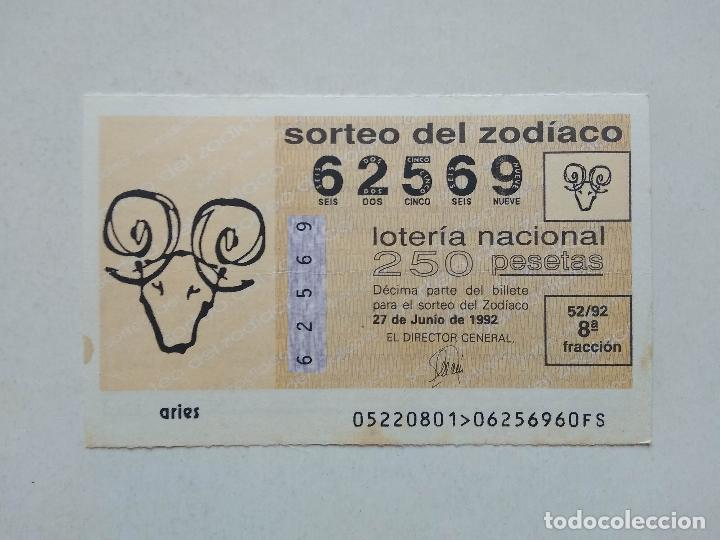 sorteo del zodíaco
62569
SEIS DOS CINCO SEIS NUEVE
62569
lotería nacional
250 pesetas
Décima parte del billete
para el sorteo del Zodíaco
27 de Junio de 1992
EL DIRECTOR GENERAL,
52/92
8ª
fracción
aries
05220801>06256960FS
todocoleccion
todocoleccion.net